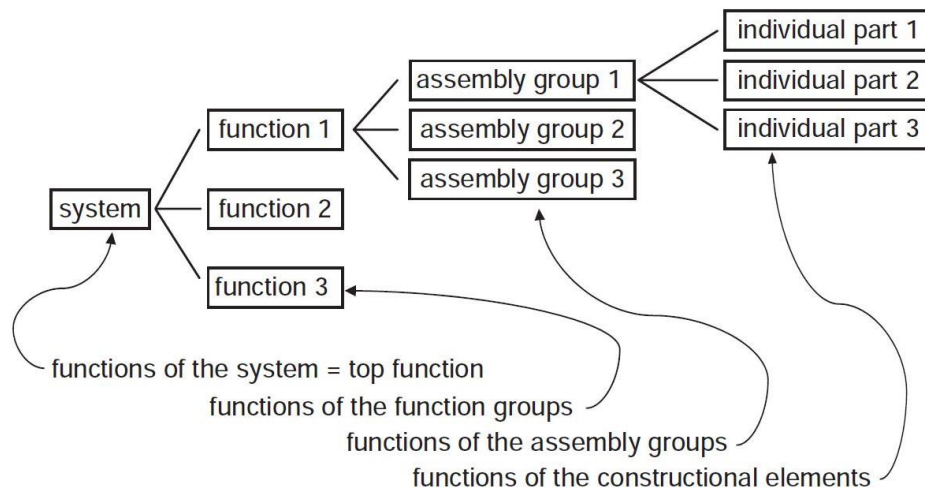 individual part 1
assembly group 1
individual part 2
function 1
assembly group 2
individual part 3
assembly group 3
system
function 2
function 3
functions of the system = top function
functions of the function groups
functions of the assembly groups
functions of the constructional elements